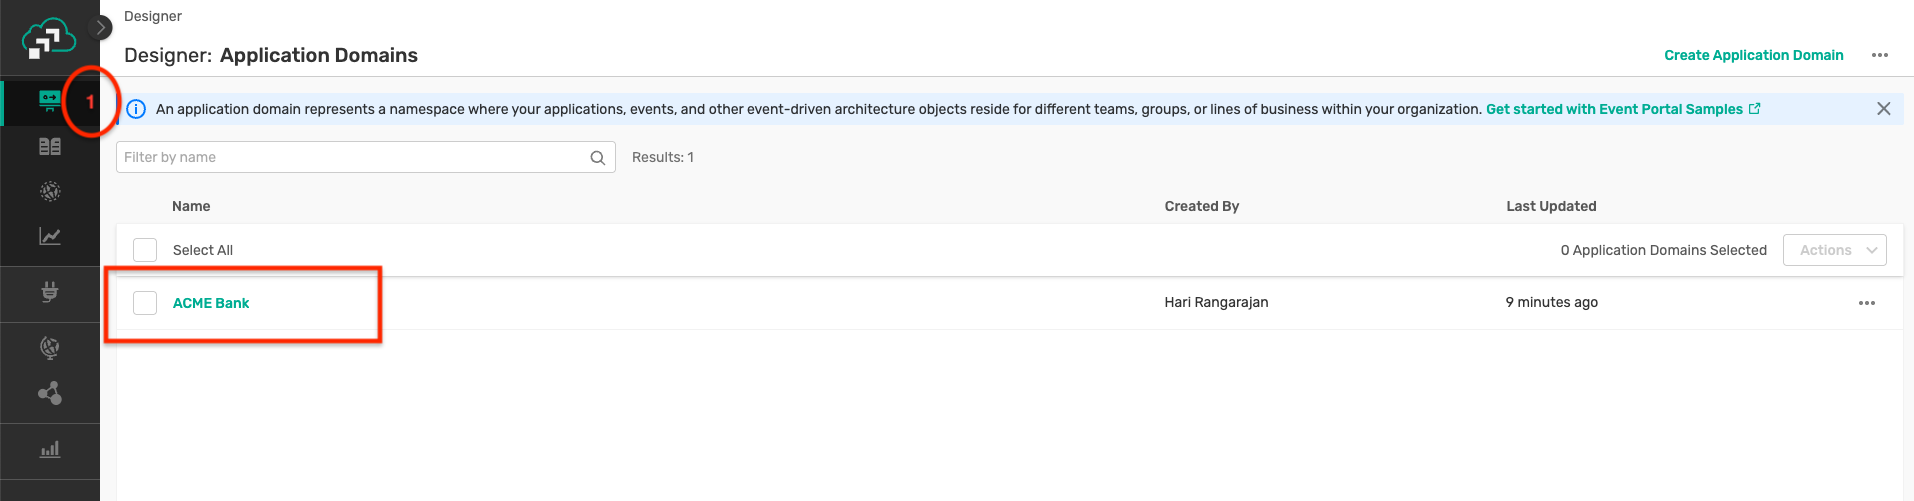 Designer
Designer: Application Domains
Create Application Domain
1
An application domain represents a namespace where your applications, events, and other event-driven architecture objects reside for different teams, groups, or lines of business within your organization. Get started with Event Portal Samples
Filter by name
Results: 1
Name Created By Last Updated
Select All 0 Application Domains Selected Actions
ACME Bank Hari Rangarajan 9 minutes ago